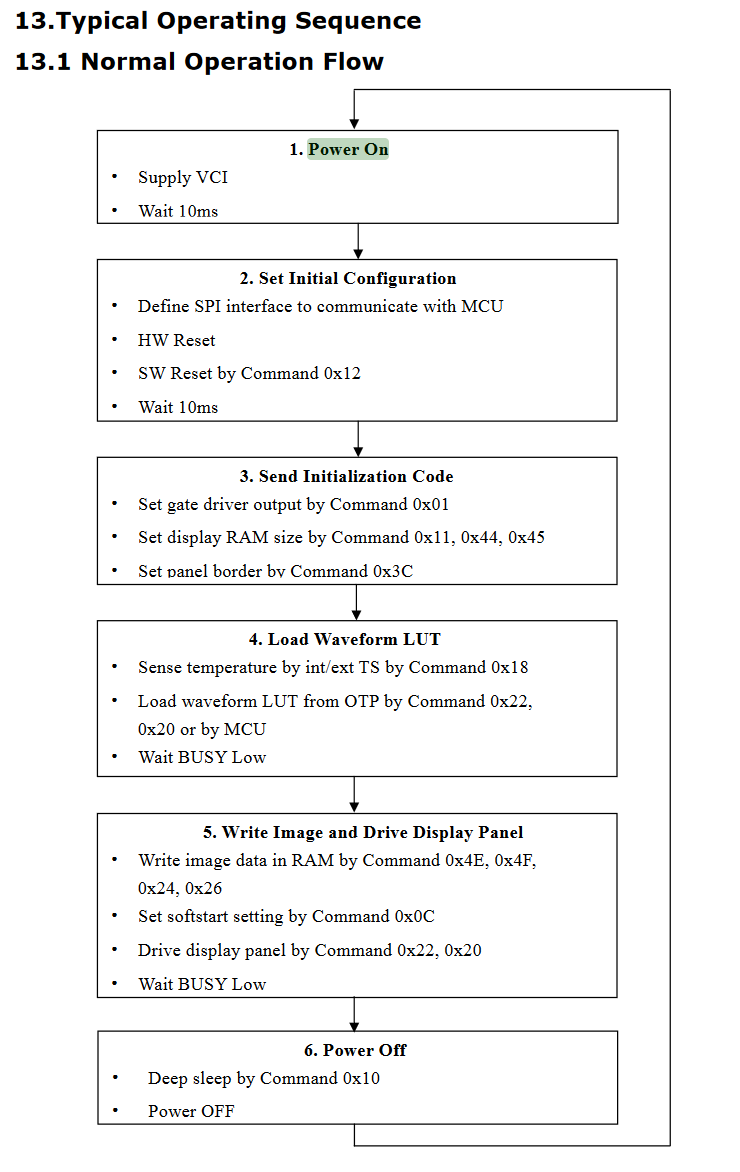 13.Typical Operating Sequence
13.1 Normal Operation Flow
1. Power On
• Supply VCI
• Wait 10ms
2. Set Initial Configuration
• Define SPI interface to communicate with MCU
• HW Reset
• SW Reset by Command 0x12
• Wait 10ms
3. Send Initialization Code
• Set gate driver output by Command 0x01
• Set display RAM size by Command 0x11, 0x44, 0x45
• Set panel border by Command 0x3C
4. Load Waveform LUT
• Sense temperature by int/ext TS by Command 0x18
• Load waveform LUT from OTP by Command 0x22,
0x20 or by MCU
• Wait BUSY Low
5. Write Image and Drive Display Panel
• Write image data in RAM by Command 0x4E, 0x4F,
0x24, 0x26
• Set softstart setting by Command 0x0C
• Drive display panel by Command 0x22, 0x20
• Wait BUSY Low
6. Power Off
• Deep sleep by Command 0x10
• Power OFF